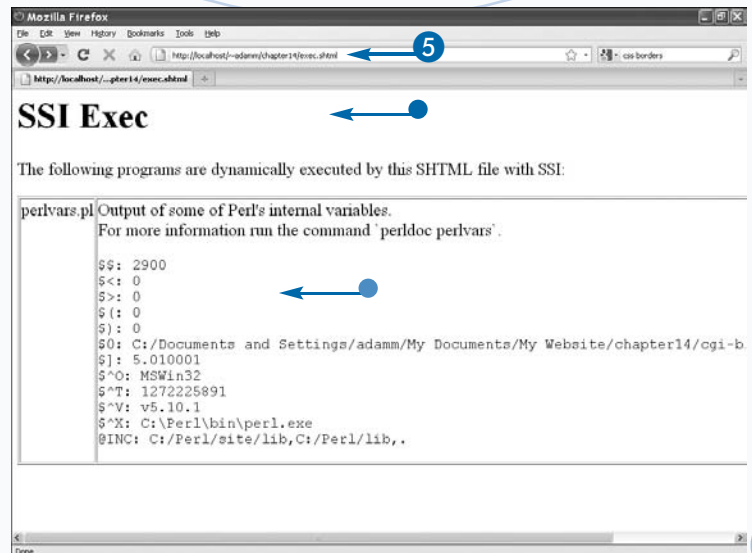 Mozilla Firefox
File Edit View History Bookmarks Tools Help
http://localhost/~adamm/chapter14/exec.shtml
5
css borders
http://localhost/...pter14/exec.shtml
SSI Exec
The following programs are dynamically executed by this SHTML file with SSI:
perlvars.pl Output of some of Perl's internal variables.
For more information run the command `perldoc perlvars`.
$$: 2900
$<: 0
$>: 0
$(: 0
$): 0
$0: C:/Documents and Settings/adamm/My Documents/My Website/chapter14/cgi-b
$]: 5.010001
$^O: MSWin32
$^T: 1272225891
$^V: v5.10.1
$^X: C:\Perl\bin\perl.exe
@INC: C:/Perl/site/lib,C:/Perl/lib,.
Done